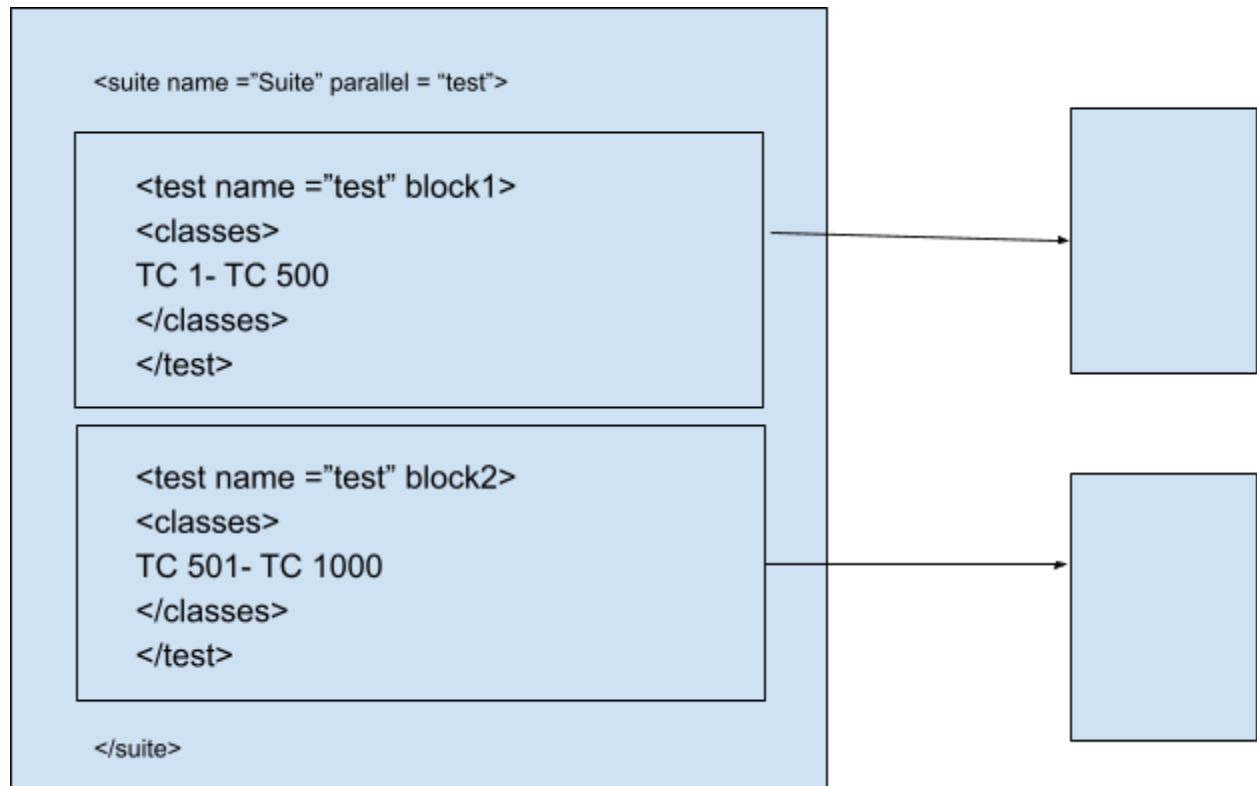 <suite name =”Suite” parallel = “test”>
<test name =”test” block1>
<classes>
TC 1- TC 500
</classes>
</test>
<test name =”test” block2>
<classes>
TC 501- TC 1000
</classes>
</test>
</suite>